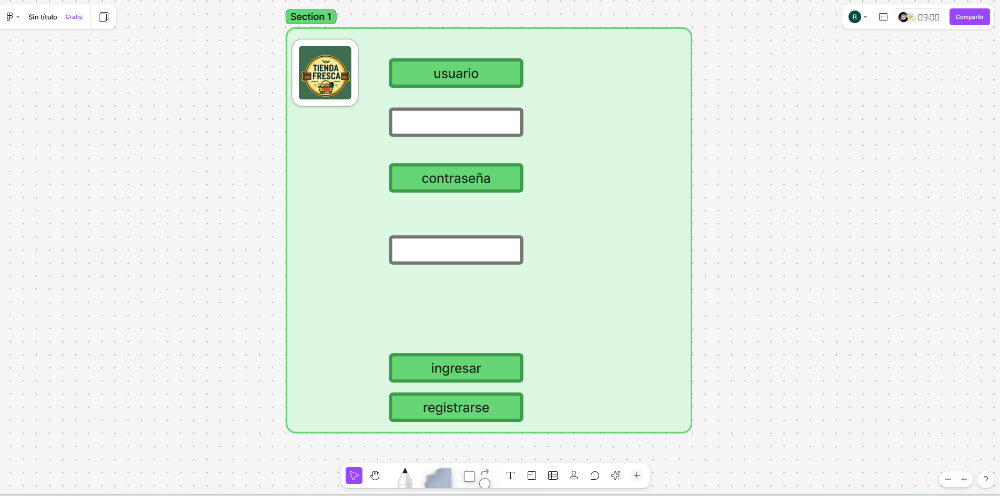 Sin título
Gratis
Section 1
R
03:00
Compartir
TIENDA
FRESCA
usuario
contraseña
ingresar
registrarse
T
?